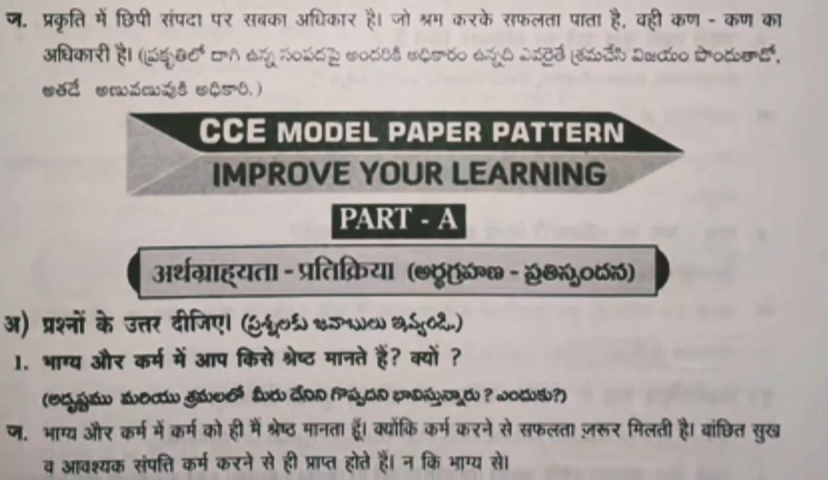 ज. प्रकृति में छिपी संपदा पर सबका अधिकार है। जो श्रम करके सफलता पाता है, वही कण - कण का
अधिकारी है। (ప్రకృతిలో దాగి ఉన్న సంపదపై అందరికి అధికారం ఉన్నది ఎవరైతే శ్రమచేసి విజయం పొందుతాడో,
అతడే అణువణువుకి అధికారి.)
CCE MODEL PAPER PATTERN
IMPROVE YOUR LEARNING
PART - A
अर्थग्राह्यता - प्रतिक्रिया (అర్థగ్రహణ - ప్రతిస్పందన)
अ) प्रश्नों के उत्तर दीजिए। (ప్రశ్నలకు జవాబులు ఇవ్వండి.)
1. भाग्य और कर्म में आप किसे श्रेष्ठ मानते हैं? क्यों ?
(అదృష్టము మరియు శ్రమలలో మీరు దేనిని గొప్పదని భావిస్తున్నారు ? ఎందుకు?)
ज. भाग्य और कर्म में कर्म को ही मैं श्रेष्ठ मानता हूँ। क्योंकि कर्म करने से सफलता ज़रूर मिलती है। वांछित सुख
व आवश्यक संपत्ति कर्म करने से ही प्राप्त होते हैं। न कि भाग्य से।